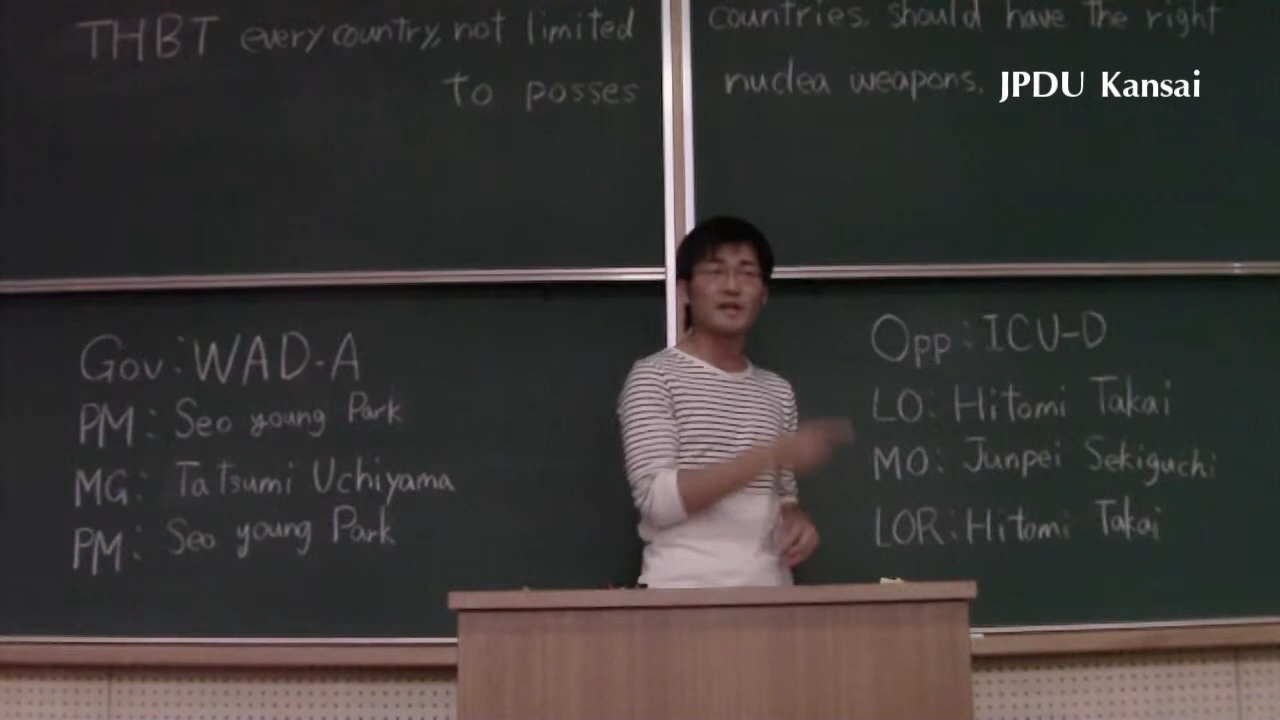 THBT every country, not limited countries should have the right
to posses nuclea weapons.
JPDU Kansai
Gov: WAD-A
PM: Seo young Park
MG: Tatsumi Uchiyama
PM: Seo young Park
Opp: ICU-D
LO: Hitomi Takai
MO: Junpei Sekiguchi
LOR: Hitomi Takai